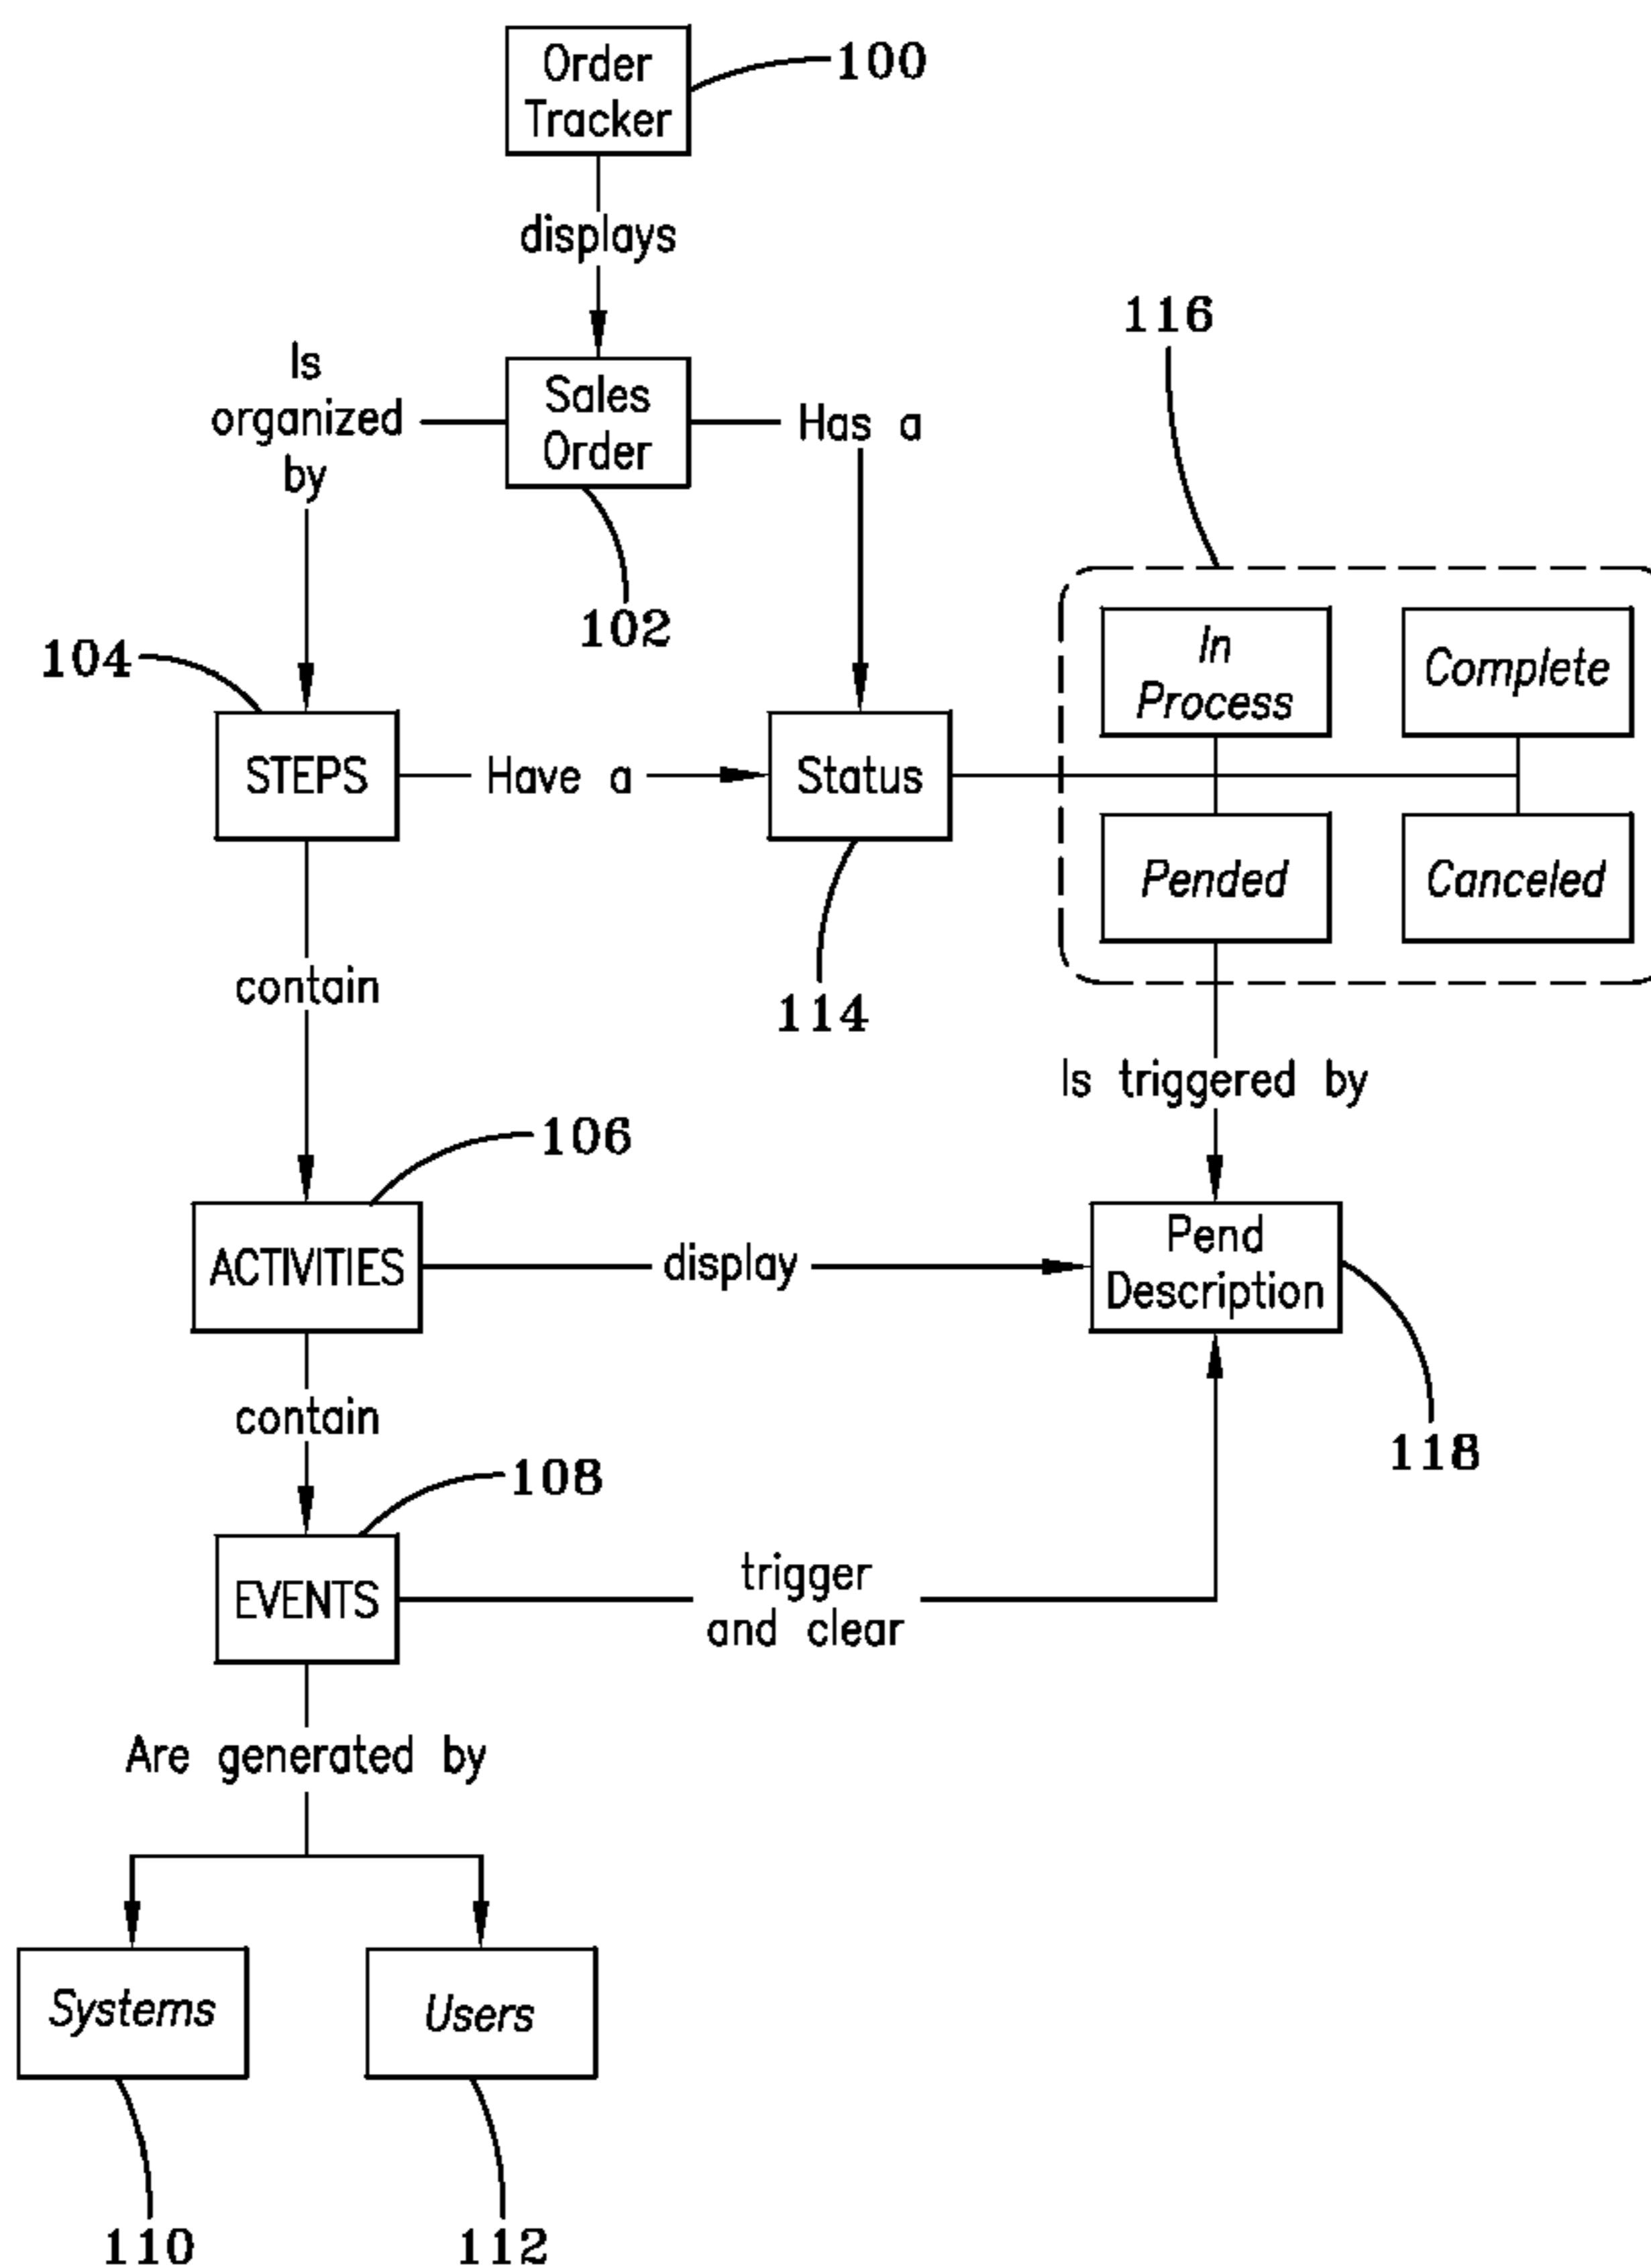 Order
Tracker
100
displays
116
Is
organized
by
Sales
Order
Has a
102
104
In
Process
Complete
STEPS
Have a
Status
Pended
Canceled
contain
114
Is triggered by
106
ACTIVITIES
display
Pend
Description
contain
118
108
EVENTS
trigger
and clear
Are generated by
Systems
Users
110
112